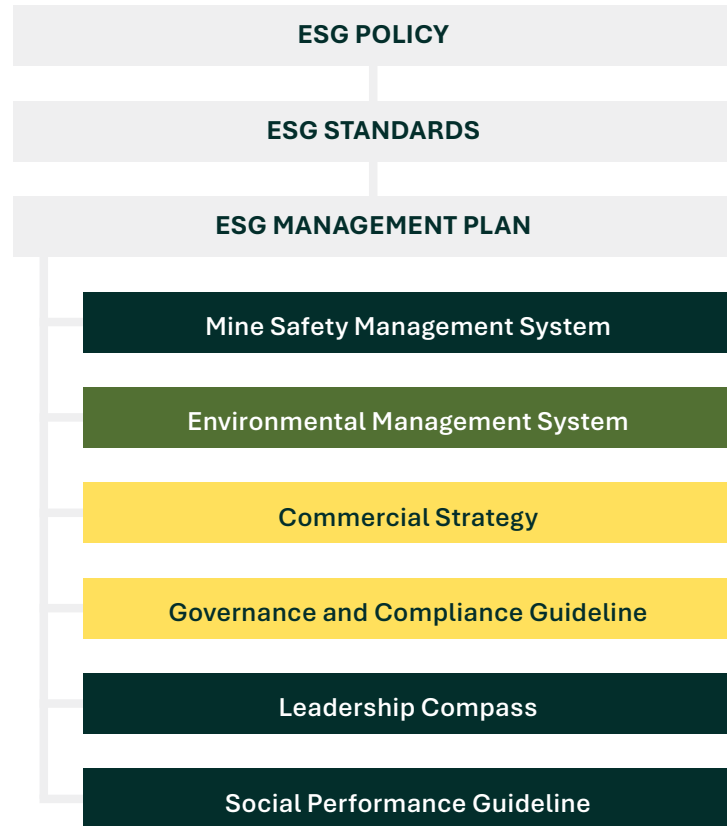 ESG POLICY
ESG STANDARDS
ESG MANAGEMENT PLAN
Mine Safety Management System
Environmental Management System
Commercial Strategy
Governance and Compliance Guideline
Leadership Compass
Social Performance Guideline